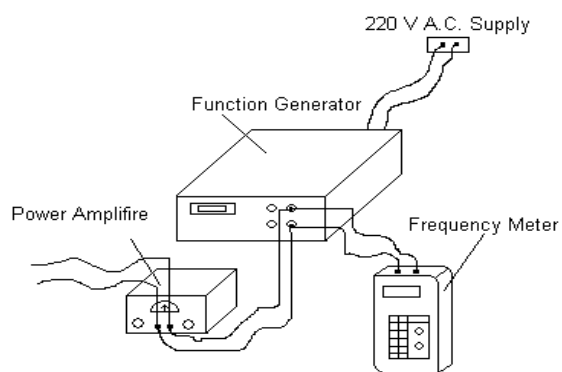 220 V A.C. Supply
Function Generator
Power Amplifire
Frequency Meter